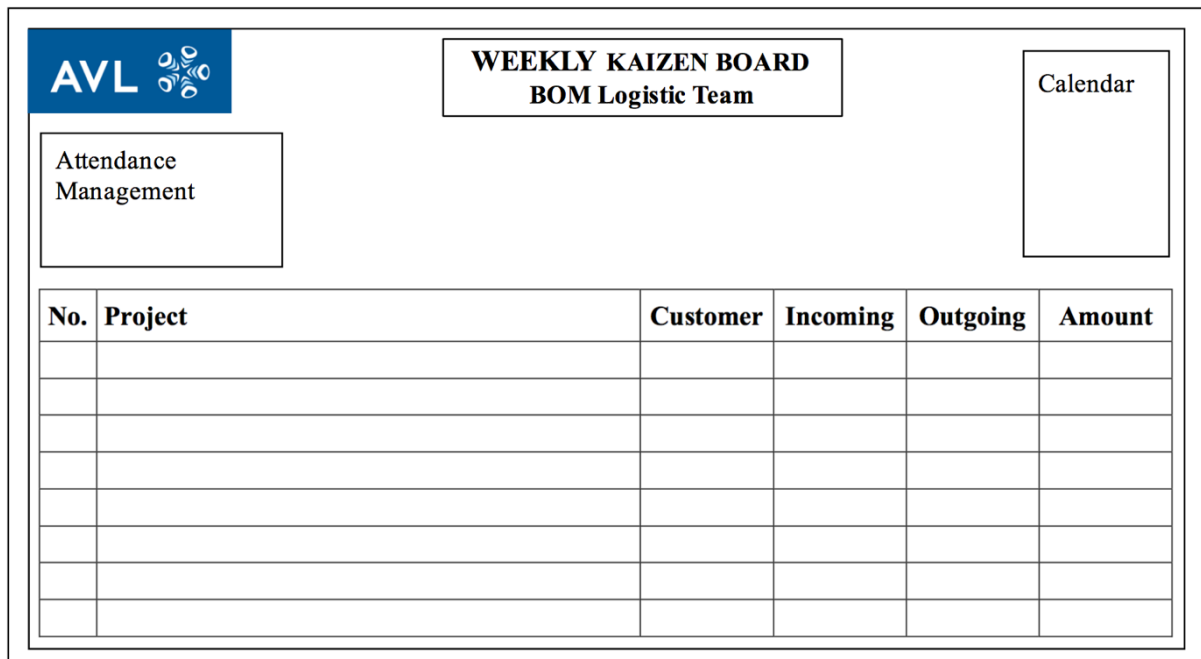 AVL
WEEKLY KAIZEN BOARD
BOM Logistic Team
Calendar
Attendance
Management
No. Project Customer Incoming Outgoing Amount